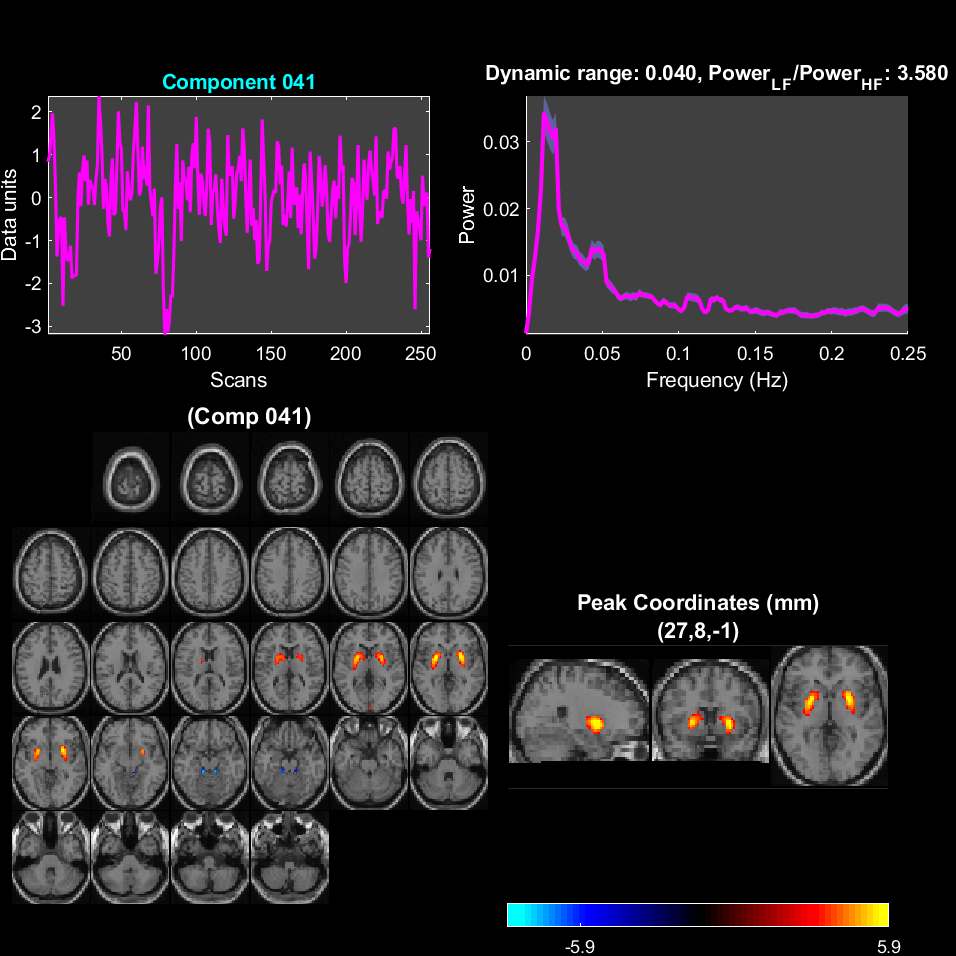 Component 041
2
1
0
-1
-2
-3
Data units
50
100
150
200
250
Scans
Dynamic range: 0.040, PowerLF/PowerHF: 3.580
0.03
0.02
0.01
Power
0
0.05
0.1
0.15
0.2
0.25
Frequency (Hz)
(Comp 041)
Peak Coordinates (mm)
(27,8,-1)
-5.9
5.9